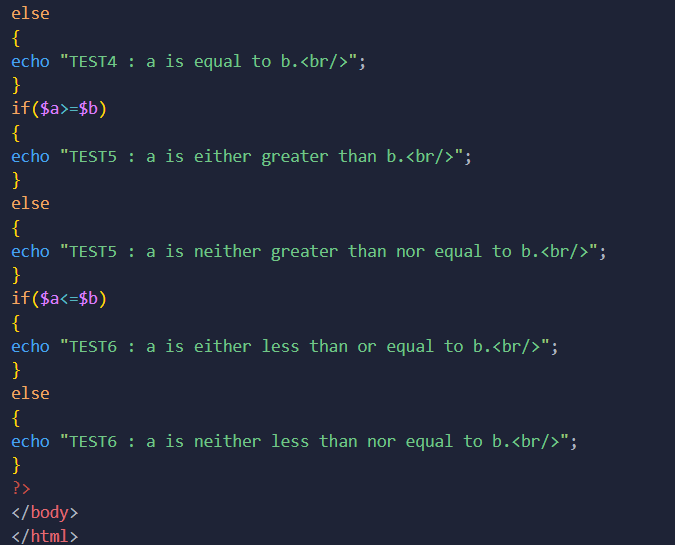 else
{
echo "TEST4 : a is equal to b.<br/>";
}
if($a>=$b)
{
echo "TEST5 : a is either greater than b.<br/>";
}
else
{
echo "TEST5 : a is neither greater than nor equal to b.<br/>";
}
if($a<=$b)
{
echo "TEST6 : a is either less than or equal to b.<br/>";
}
else
{
echo "TEST6 : a is neither less than nor equal to b.<br/>";
}
?>
</body>
</html>